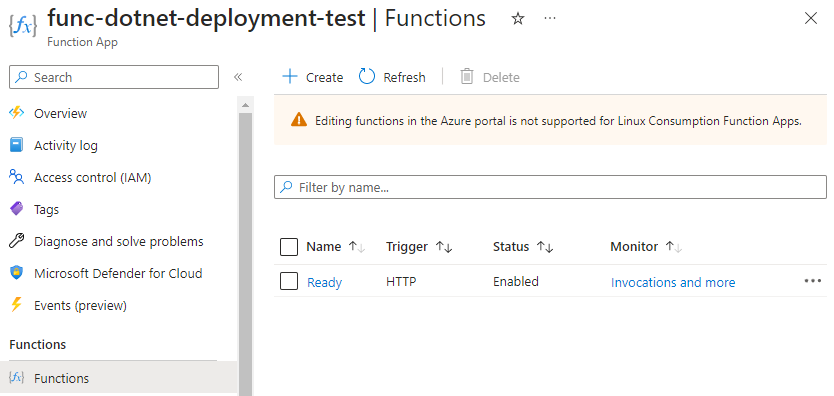 func-dotnet-deployment-test | Functions
Function App
Search
Overview
Activity log
Access control (IAM)
Tags
Diagnose and solve problems
Microsoft Defender for Cloud
Events (preview)
Functions
Functions
Create Refresh Delete
Editing functions in the Azure portal is not supported for Linux Consumption Function Apps.
Filter by name...
Name Trigger Status Monitor
Ready HTTP Enabled Invocations and more